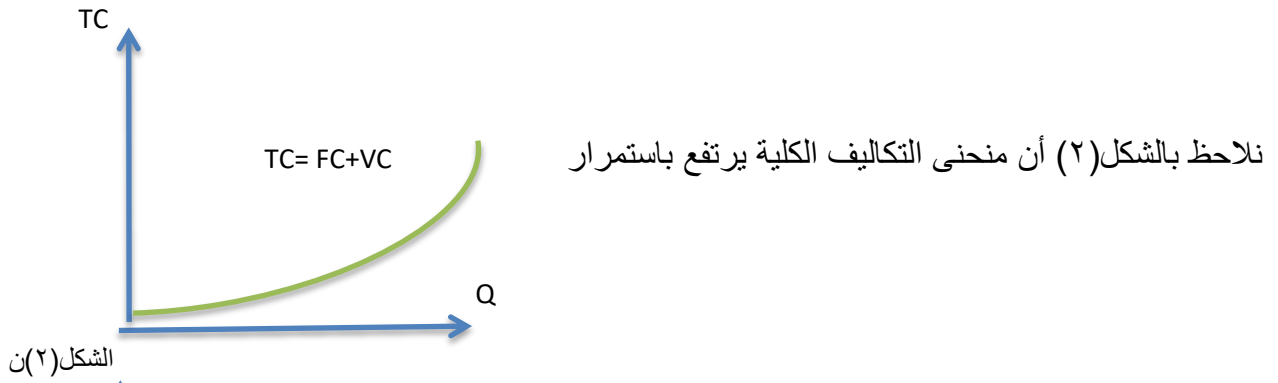 TC
نلاحظ بالشكل(٢) أن منحنى التكاليف الكلية يرتفع باستمرار
TC= FC+VC
Q
الشكل(٢)ن